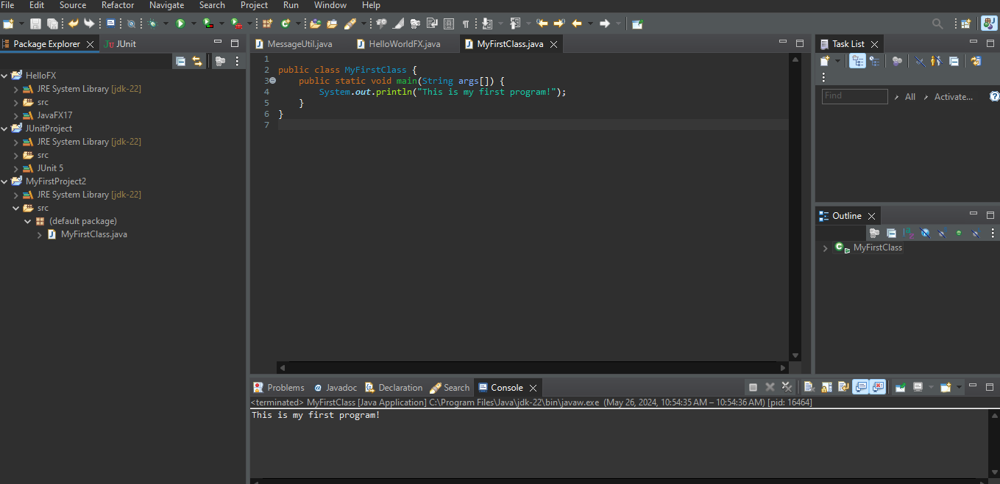 File Edit Source Refactor Navigate Search Project Run Window Help
Package Explorer JUnit
HelloFX
JRE System Library [jdk-22]
src
JavaFX17
JUnitProject
JRE System Library [jdk-22]
src
JUnit 5
MyFirstProject2
JRE System Library [jdk-22]
src
(default package)
MyFirstClass.java
MessageUtil.java HelloWorldFX.java MyFirstClass.java
1
2 public class MyFirstClass {
3 public static void main(String args[]) {
4 System.out.println("This is my first program!");
5 }
6 }
7
Task List
Find All Activate...
Outline
MyFirstClass
Problems Javadoc Declaration Search Console
<terminated> MyFirstClass [Java Application] C:\Program Files\Java\jdk-22\bin\javaw.exe (May 26, 2024, 10:54:35 AM – 10:54:36 AM) [pid: 16464]
This is my first program!